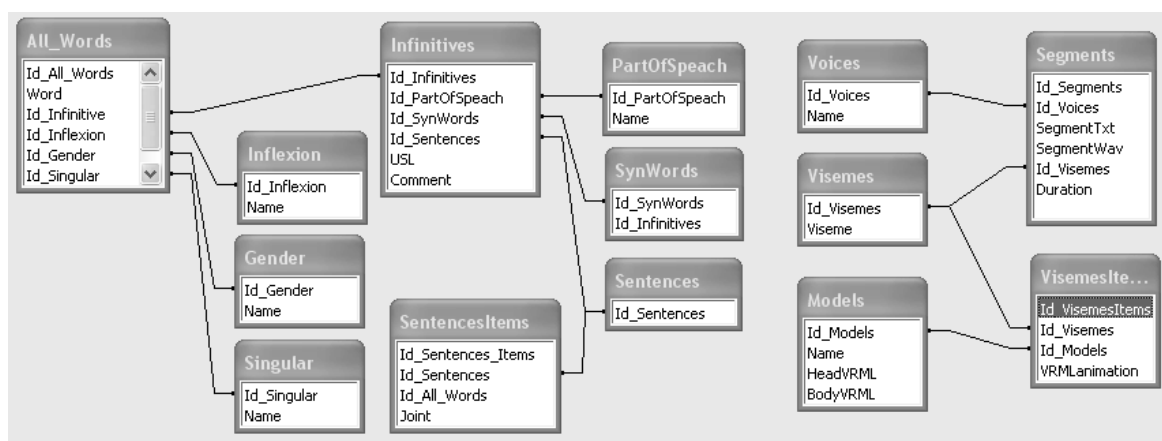 All_Words
Id_All_Words
Word
Id_Infinitive
Id_Inflexion
Id_Gender
Id_Singular
Inflexion
Id_Inflexion
Name
Gender
Id_Gender
Name
Singular
Id_Singular
Name
Infinitives
Id_Infinitives
Id_PartOfSpeach
Id_SynWords
Id_Sentences
USL
Comment
SentencesItems
Id_Sentences_Items
Id_Sentences
Id_All_Words
Joint
PartOfSpeach
Id_PartOfSpeach
Name
SynWords
Id_SynWords
Id_Infinitives
Sentences
Id_Sentences
Voices
Id_Voices
Name
Visemes
Id_Visemes
Viseme
Models
Id_Models
Name
HeadVRML
BodyVRML
Segments
Id_Segments
Id_Voices
SegmentTxt
SegmentWav
Id_Visemes
Duration
VisemesIte...
Id_VisemesItems
Id_Visemes
Id_Models
VRMLanimation